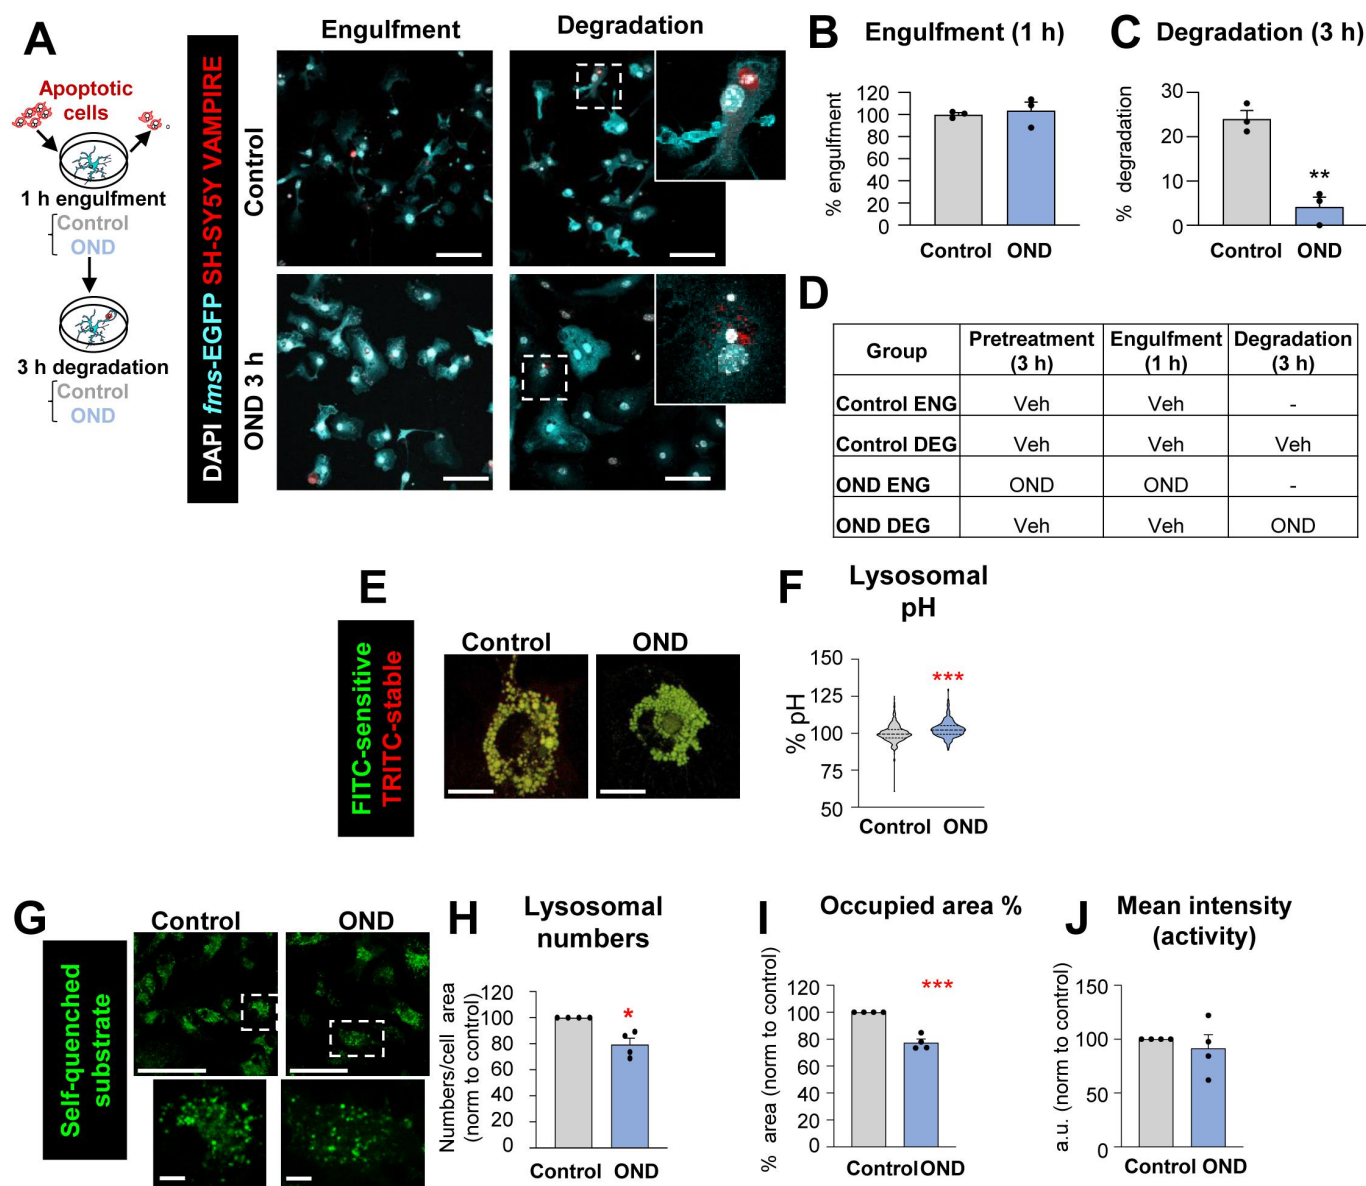 A
Apoptotic
cells
1 h engulfment
Control
OND
3 h degradation
Control
OND
DAPI fms-EGFP SH-SY5Y VAMPIRE
Engulfment
Degradation
Control
OND 3 h
B
Engulfment (1 h)
% engulfment
120
100
80
60
40
20
0
Control
OND
C
Degradation (3 h)
% degradation
30
20
10
0
**
Control
OND
D
Group Pretreatment (3 h) Engulfment (1 h) Degradation (3 h)
Control ENG Veh Veh -
Control DEG Veh Veh Veh
OND ENG OND OND -
OND DEG Veh Veh OND
E
FITC-sensitive
TRITC-stable
Control
OND
F
Lysosomal
pH
% pH
150
125
100
75
50
***
Control
OND
G
Self-quenched
substrate
Control
OND
H
Lysosomal
numbers
Numbers/cell area
(norm to control)
120
100
80
60
40
20
0
*
Control
OND
I
Occupied area %
% area (norm to control)
120
100
80
60
40
20
0
***
Control
OND
J
Mean intensity
(activity)
a.u. (norm to control)
150
100
50
0
Control
OND